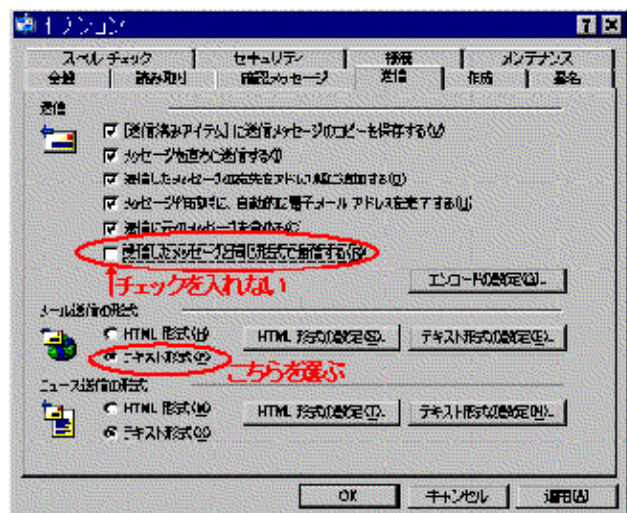 オプション
スペル チェック
セキュリティ
接続
メンテナンス
全般
読み取り
確認メッセージ
送信
作成
署名
送信
[送信済みアイテム] に送信メッセージのコピーを保存する(V)
メッセージを直ちに送信する(I)
返信したメッセージの宛先をアドレス帳に追加する(O)
メッセージ作成時に、自動的に電子メール アドレスを完了する(U)
返信に元のメッセージを含める(C)
受信したメッセージと同じ形式で返信する(R)
チェックを入れない
エンコードの設定(G)...
メール送信の形式
HTML 形式(H)
HTML 形式の設定(S)...
テキスト形式の設定(E)...
テキスト形式(P)
こちらを選ぶ
ニュース送信の形式
HTML 形式(M)
HTML 形式の設定(T)...
テキスト形式の設定(N)...
テキスト形式(X)
OK
キャンセル
適用(A)